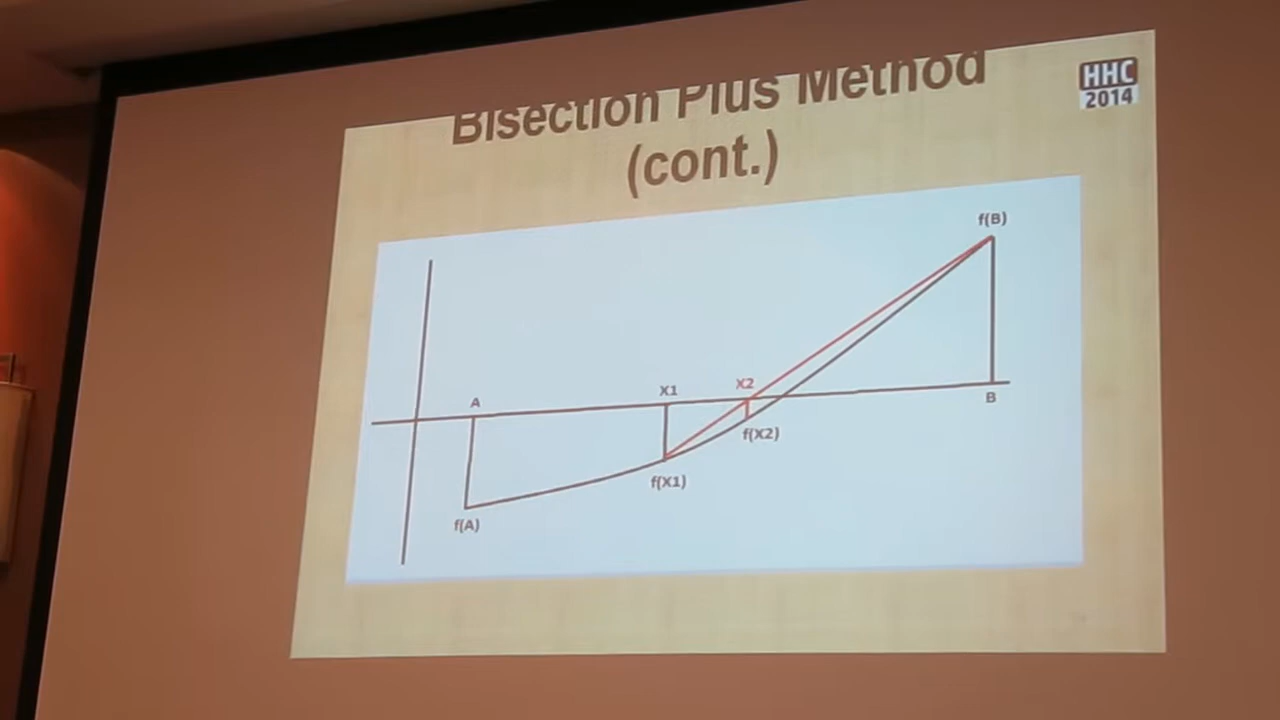 Bisection Plus Method
(cont.)
HHC
2014
f(B)
A
X1
X2
B
f(X2)
f(X1)
f(A)